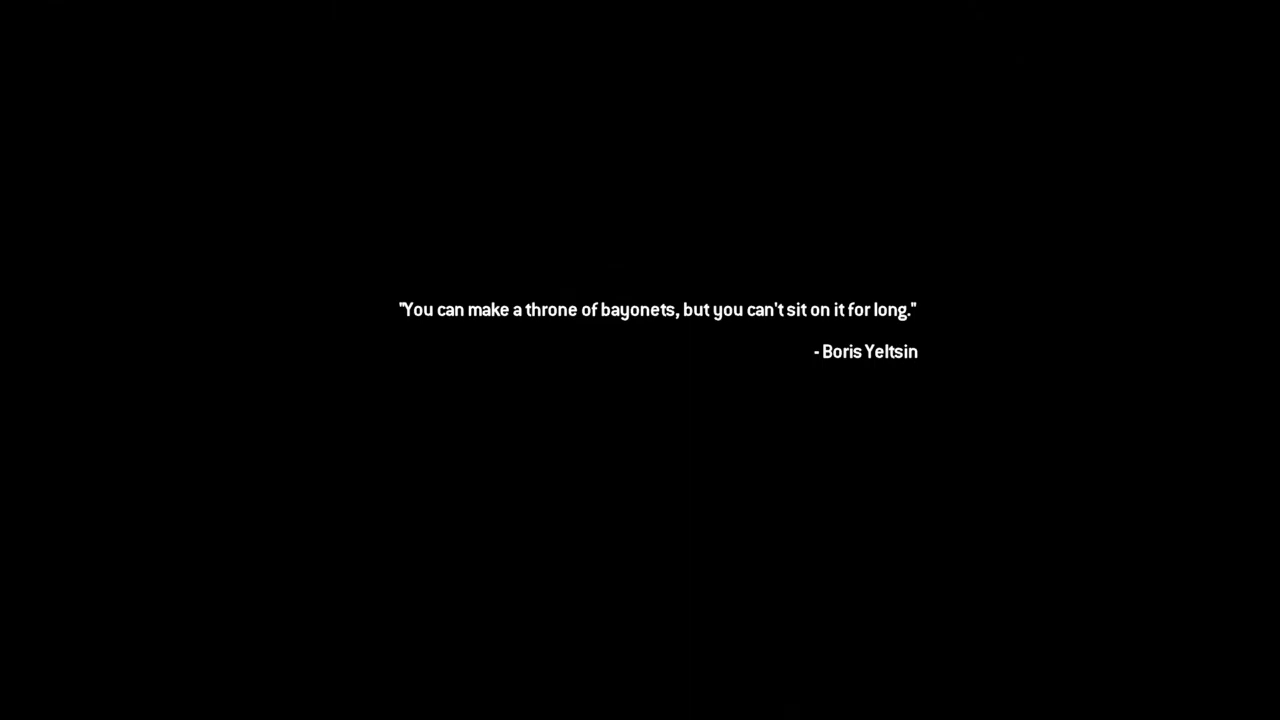 "You can make a throne of bayonets, but you can't sit on it for long."
- Boris Yeltsin